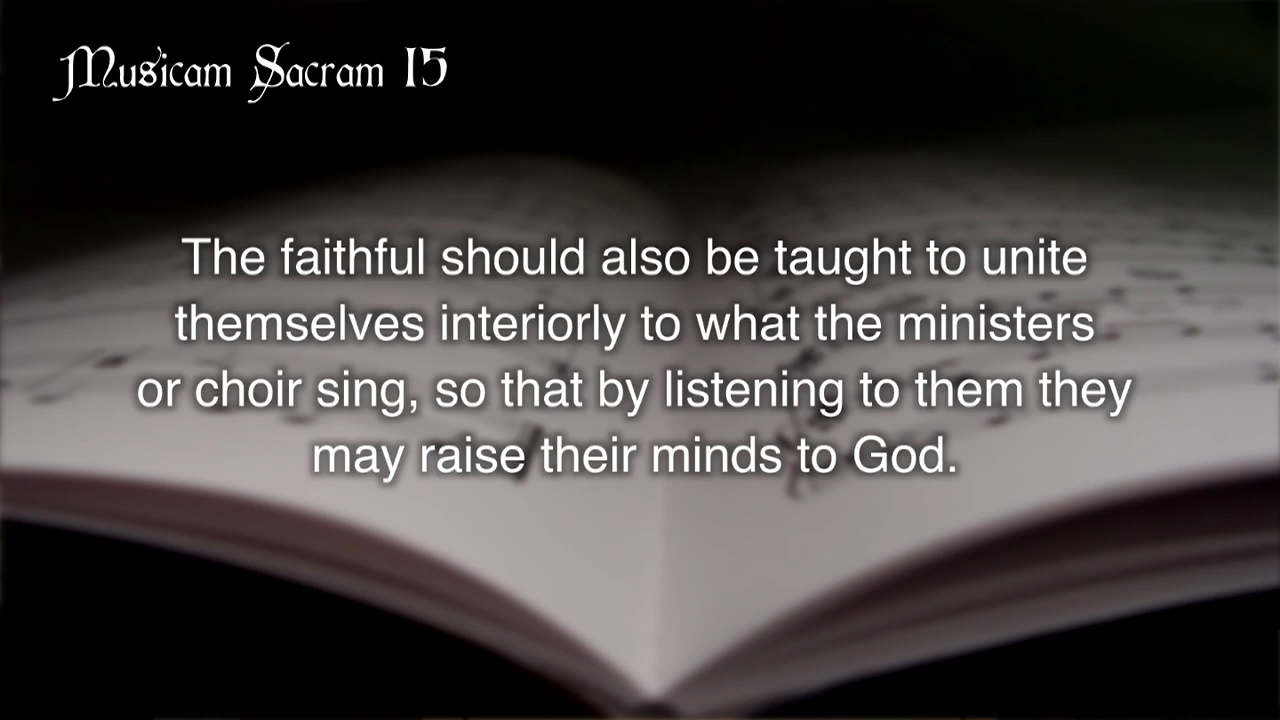 Musicam Sacram 15
The faithful should also be taught to unite
themselves interiorly to what the ministers
or choir sing, so that by listening to them they
may raise their minds to God.